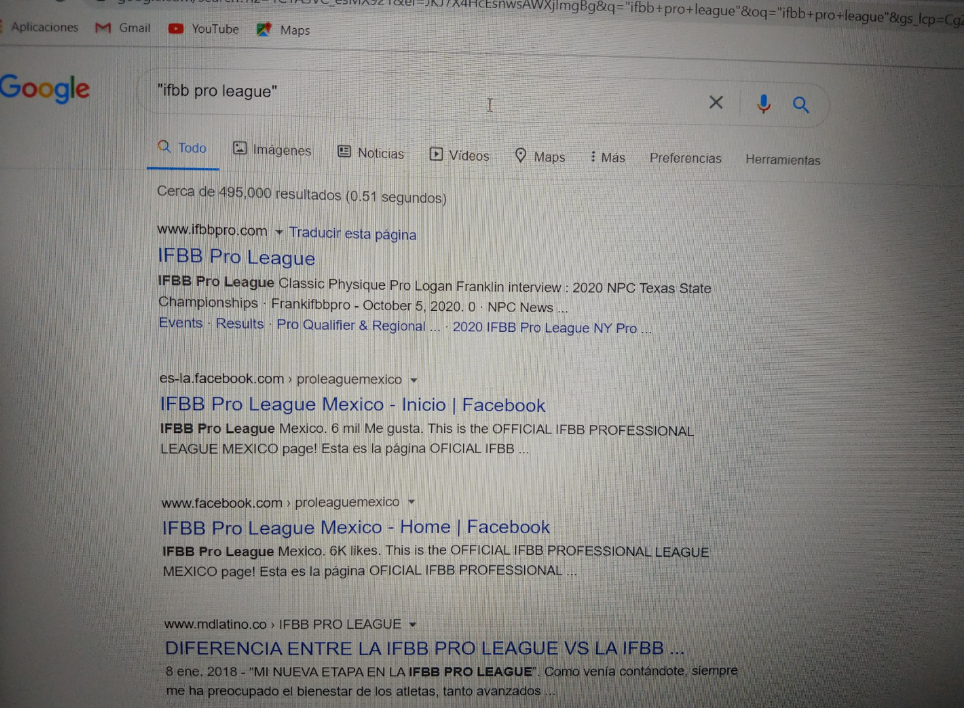 "ifbb+pro+league"&oq="ifbb+pro+league"&gs_lcp=
Aplicaciones Gmail YouTube Maps
Google "ifbb pro league"
Todo Imágenes Noticias Vídeos Maps Más Preferencias Herramientas
Cerca de 495,000 resultados (0.51 segundos)
www.ifbbpro.com Traducir esta página
IFBB Pro League
IFBB Pro League Classic Physique Pro Logan Franklin interview : 2020 NPC Texas State
Championships · Frankifbbpro - October 5, 2020. 0 · NPC News ...
Events · Results · Pro Qualifier & Regional ... · 2020 IFBB Pro League NY Pro ...
es-la.facebook.com › proleaguemexico
IFBB Pro League Mexico - Inicio | Facebook
IFBB Pro League Mexico. 6 mil Me gusta. This is the OFFICIAL IFBB PROFESSIONAL
LEAGUE MEXICO page! Esta es la página OFICIAL IFBB ...
www.facebook.com › proleaguemexico
IFBB Pro League Mexico - Home | Facebook
IFBB Pro League Mexico. 6K likes. This is the OFFICIAL IFBB PROFESSIONAL LEAGUE
MEXICO page! Esta es la página OFICIAL IFBB PROFESSIONAL ...
www.mdlatino.co › IFBB PRO LEAGUE
DIFERENCIA ENTRE LA IFBB PRO LEAGUE VS LA IFBB ...
8 ene. 2018 - "MI NUEVA ETAPA EN LA IFBB PRO LEAGUE". Como venía contándote, siempre
me ha preocupado el bienestar de los atletas, tanto avanzados ...